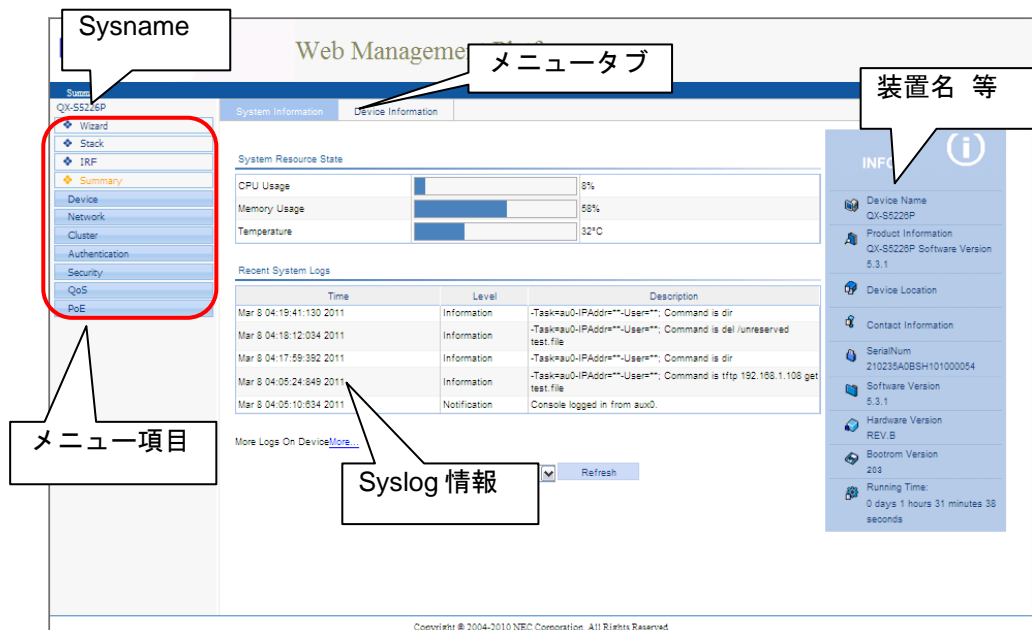 Sysname
Web Management
メニュータブ
装置名 等
QX-S5226P
System Information
Device Information
Wizard
Stack
IRF
Summary
Device
Network
Cluster
Authentication
Security
QoS
PoE
メニュー項目
System Resource State
CPU Usage 8%
Memory Usage 58%
Temperature 32°C
Recent System Logs
Time Level Description
Mar 8 04:19:41:130 2011 Information -Task=au0-IPAddr=**-User=**; Command is dir
Mar 8 04:18:12:034 2011 Information -Task=au0-IPAddr=**-User=**; Command is del /unreserved
test.file
Mar 8 04:17:59:392 2011 Information -Task=au0-IPAddr=**-User=**; Command is dir
Mar 8 04:05:24:849 2011 Information -Task=au0-IPAddr=**-User=**; Command is tftp 192.168.1.108 get
test.file
Mar 8 04:05:10:634 2011 Notification Console logged in from aux0.
More Logs On DeviceMore...
Syslog 情報
Refresh
Device Name
QX-S5226P
Product Information
QX-S5226P Software Version
5.3.1
Device Location
Contact Information
SerialNum
210235A0BSH101000054
Software Version
5.3.1
Hardware Version
REV.B
Bootrom Version
203
Running Time:
0 days 1 hours 31 minutes 38
seconds
Copyright © 2004-2010 NEC Corporation. All Rights Reserved.